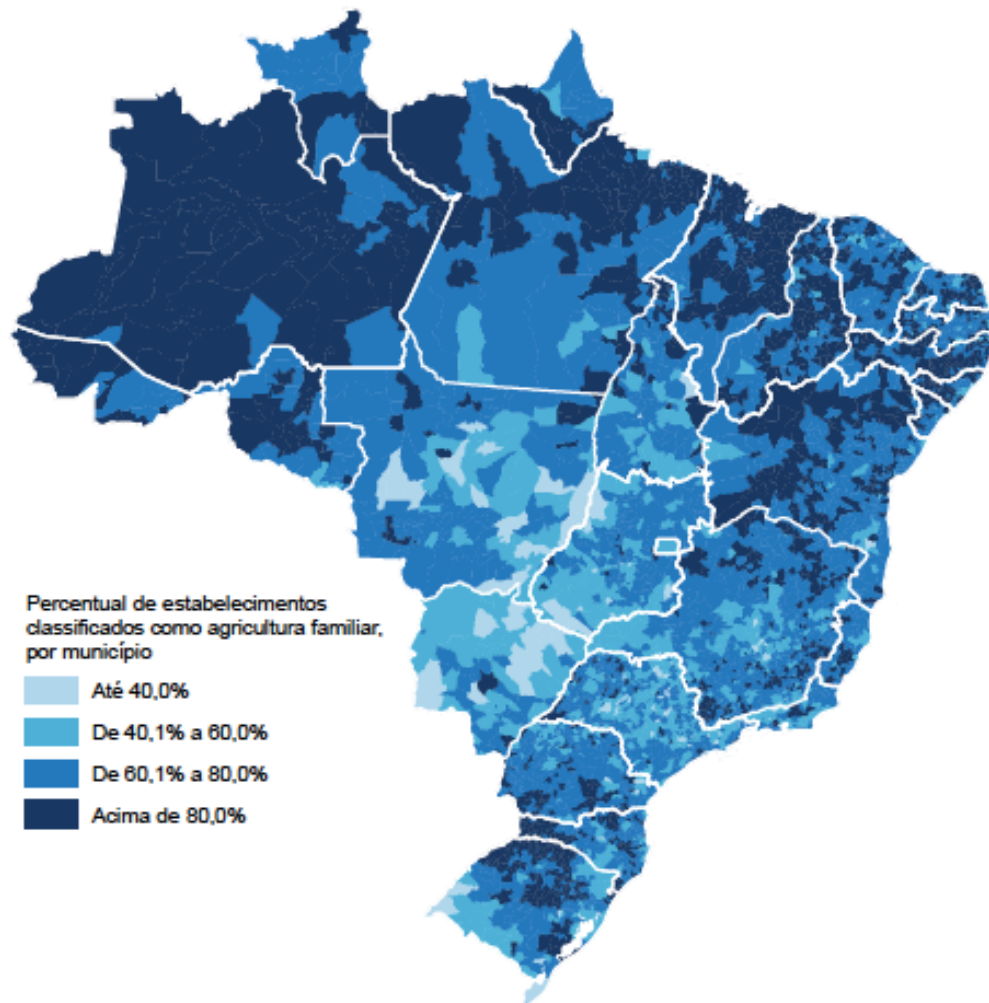 Percentual de estabelecimentos
classificados como agricultura familiar,
por município
Até 40,0%
De 40,1% a 60,0%
De 60,1% a 80,0%
Acima de 80,0%